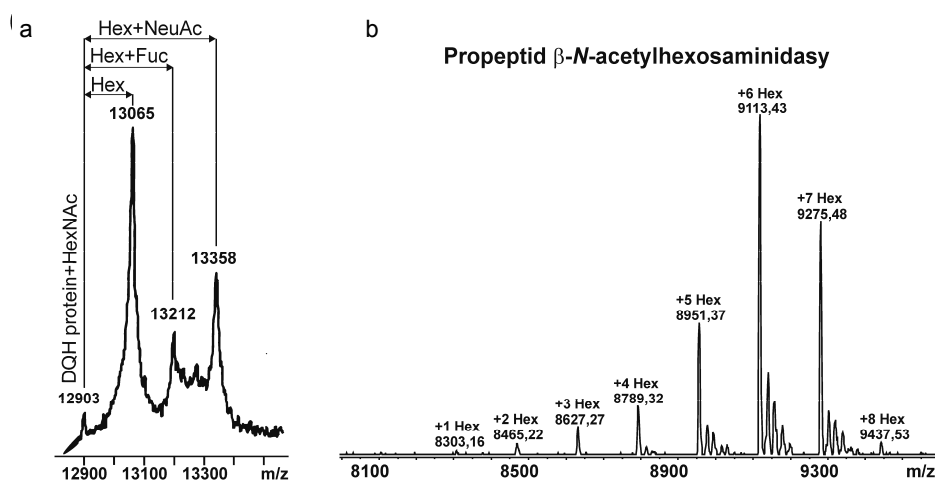 a
Hex+NeuAc
Hex+Fuc
Hex
13065
13358
13212
12903
DQH protein+HexNAc
12900 13100 13300 m/z
b
Propeptid β-N-acetylhexosaminidasy
+6 Hex
9113,43
+7 Hex
9275,48
+5 Hex
8951,37
+4 Hex
8789,32
+3 Hex
8627,27
+2 Hex
8465,22
+1 Hex
8303,16
+8 Hex
9437,53
8100 8500 8900 9300 m/z